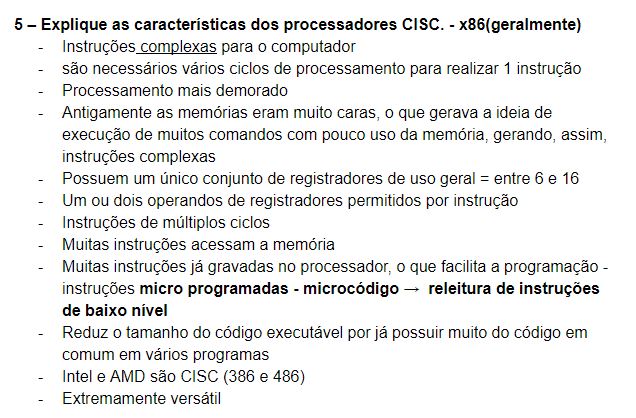 5 – Explique as características dos processadores CISC. - x86(geralmente)
- Instruções complexas para o computador
- são necessários vários ciclos de processamento para realizar 1 instrução
- Processamento mais demorado
- Antigamente as memórias eram muito caras, o que gerava a ideia de
execução de muitos comandos com pouco uso da memória, gerando, assim,
instruções complexas
- Possuem um único conjunto de registradores de uso geral = entre 6 e 16
- Um ou dois operandos de registradores permitidos por instrução
- Instruções de múltiplos ciclos
- Muitas instruções acessam a memória
- Muitas instruções já gravadas no processador, o que facilita a programação -
instruções micro programadas - microcódigo → releitura de instruções
de baixo nível
- Reduz o tamanho do código executável por já possuir muito do código em
comum em vários programas
- Intel e AMD são CISC (386 e 486)
- Extremamente versátil